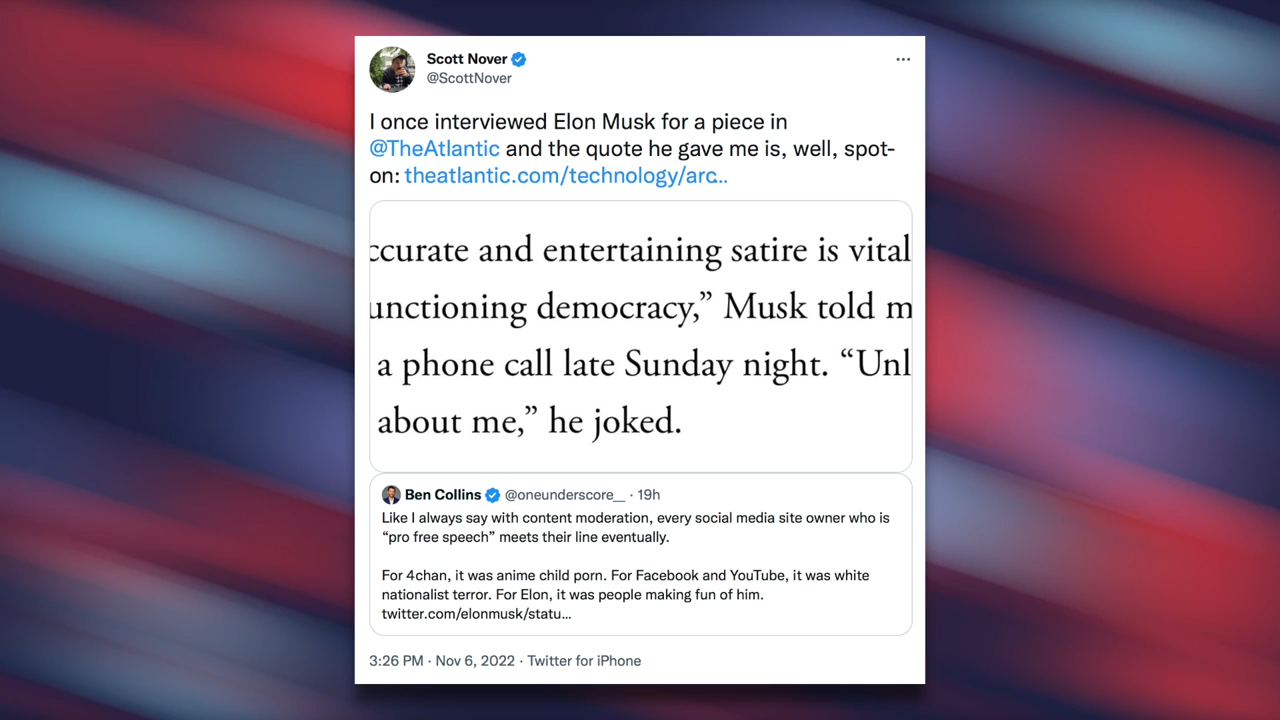 Scott Nover
@ScottNover
I once interviewed Elon Musk for a piece in
@TheAtlantic and the quote he gave me is, well, spot-
on: theatlantic.com/technology/arc...
ccurate and entertaining satire is vital
unctioning democracy,” Musk told m
a phone call late Sunday night. “Unl
about me,” he joked.
Ben Collins @oneunderscore__ · 19h
Like I always say with content moderation, every social media site owner who is
“pro free speech” meets their line eventually.
For 4chan, it was anime child porn. For Facebook and YouTube, it was white
nationalist terror. For Elon, it was people making fun of him.
twitter.com/elonmusk/statu...
3:26 PM · Nov 6, 2022 · Twitter for iPhone